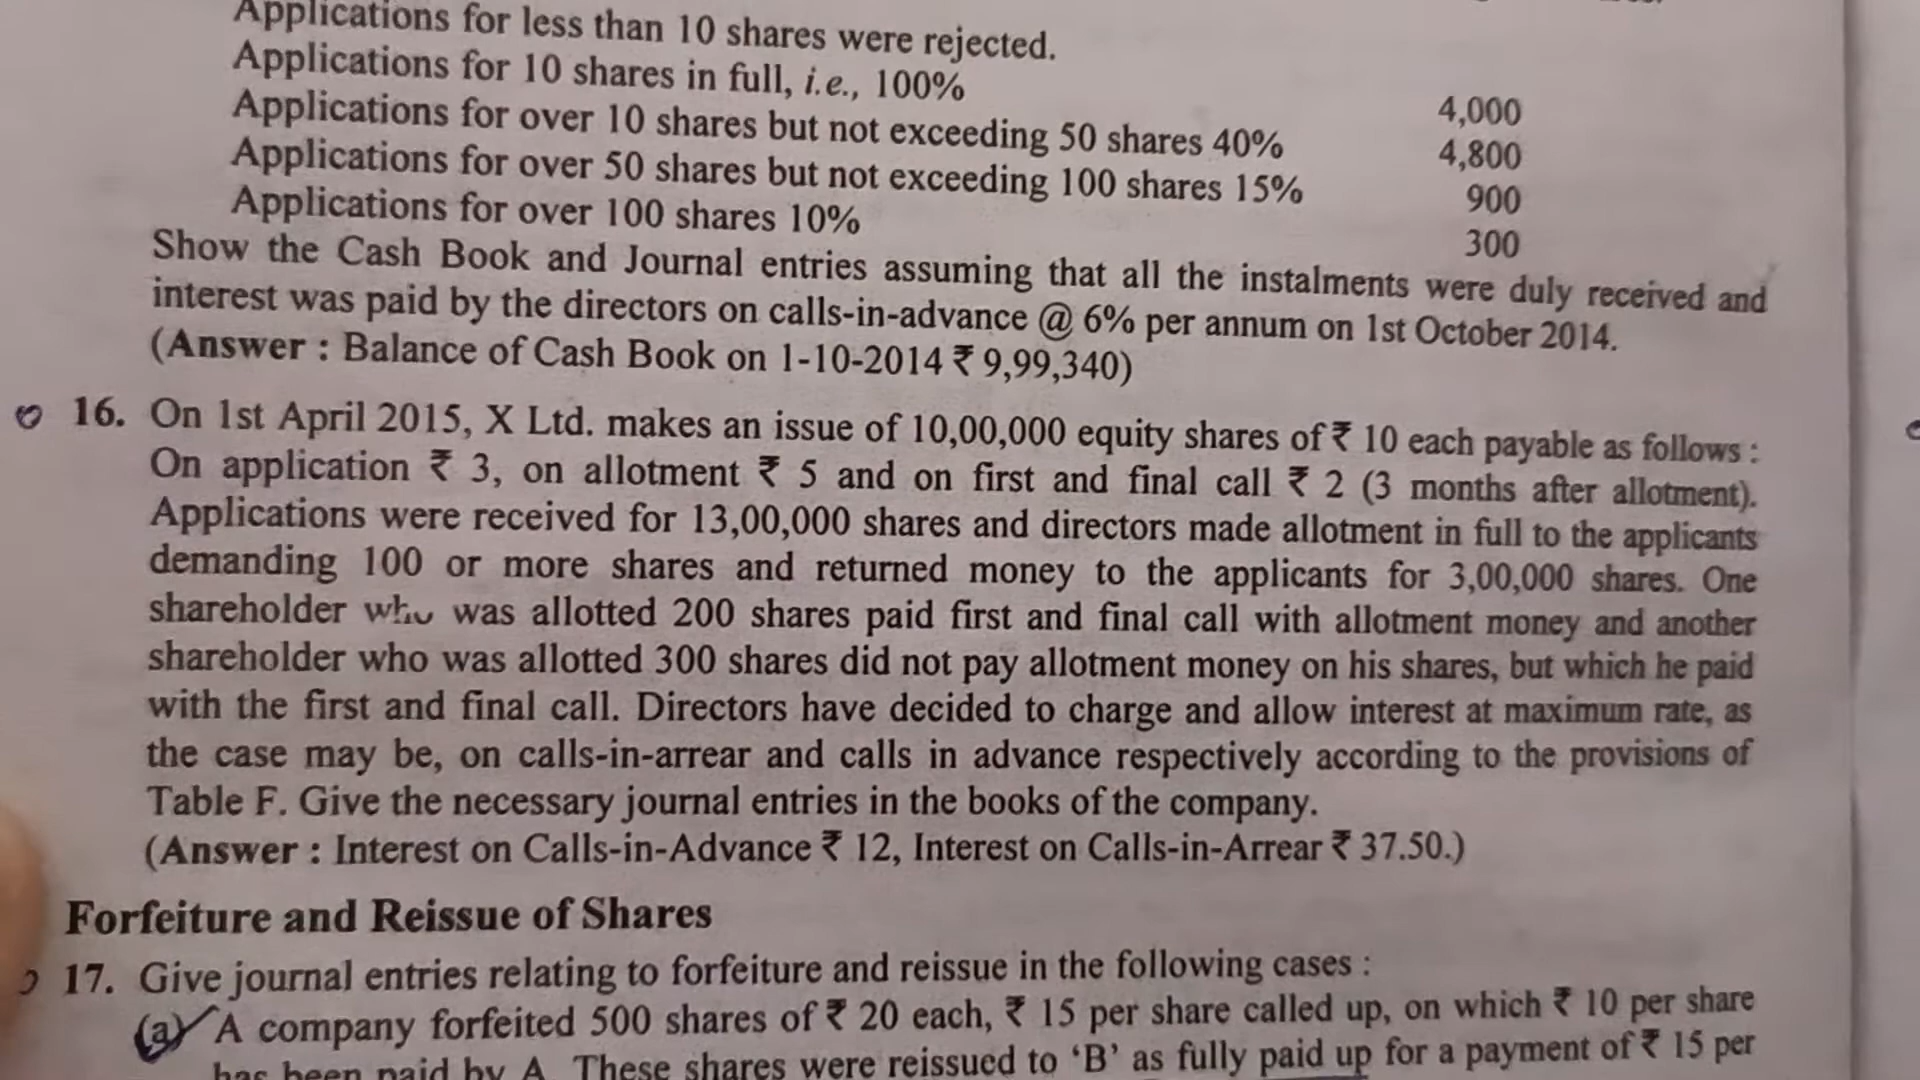 Applications for less than 10 shares were rejected.
Applications for 10 shares in full, i.e., 100% 4,000
Applications for over 10 shares but not exceeding 50 shares 40% 4,800
Applications for over 50 shares but not exceeding 100 shares 15% 900
Applications for over 100 shares 10% 300
Show the Cash Book and Journal entries assuming that all the instalments were duly received and
interest was paid by the directors on calls-in-advance @ 6% per annum on 1st October 2014.
(Answer : Balance of Cash Book on 1-10-2014 ₹ 9,99,340)
16. On 1st April 2015, X Ltd. makes an issue of 10,00,000 equity shares of ₹ 10 each payable as follows :
On application ₹ 3, on allotment ₹ 5 and on first and final call ₹ 2 (3 months after allotment).
Applications were received for 13,00,000 shares and directors made allotment in full to the applicants
demanding 100 or more shares and returned money to the applicants for 3,00,000 shares. One
shareholder who was allotted 200 shares paid first and final call with allotment money and another
shareholder who was allotted 300 shares did not pay allotment money on his shares, but which he paid
with the first and final call. Directors have decided to charge and allow interest at maximum rate, as
the case may be, on calls-in-arrear and calls in advance respectively according to the provisions of
Table F. Give the necessary journal entries in the books of the company.
(Answer : Interest on Calls-in-Advance ₹ 12, Interest on Calls-in-Arrear ₹ 37.50.)
Forfeiture and Reissue of Shares
17. Give journal entries relating to forfeiture and reissue in the following cases :
(a) A company forfeited 500 shares of ₹ 20 each, ₹ 15 per share called up, on which ₹ 10 per share
has been paid by A. These shares were reissued to ‘B’ as fully paid up for a payment of ₹ 15 per